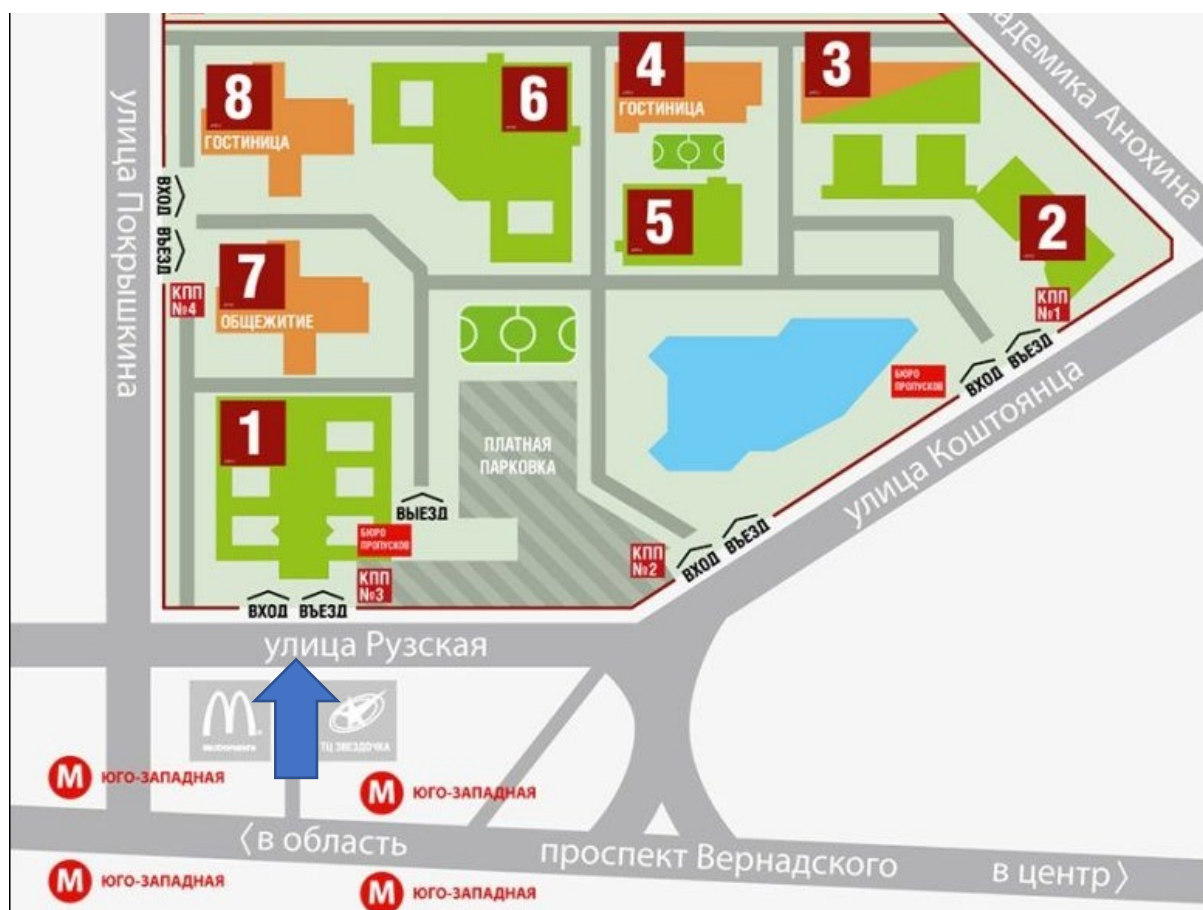 адемика Анохина
улица Покрышкина
8
ГОСТИНИЦА
6
4
ГОСТИНИЦА
3
5
2
ВХОД
ВЪЕЗД
КПП
№4
7
ОБЩЕЖИТИЕ
КПП
№1
ВХОД
ВЪЕЗД
БЮРО
ПРОПУСКОВ
улица Коштоянца
1
ПЛАТНАЯ
ПАРКОВКА
ВЫЕЗД
БЮРО
ПРОПУСКОВ
КПП
№2
ВХОД
ВЪЕЗД
КПП
№3
ВХОД
ВЪЕЗД
улица Рузская
McDonald's
ТЦ ЗВЕЗДОЧКА
М ЮГО-ЗАПАДНАЯ
М ЮГО-ЗАПАДНАЯ
〈в область
проспект Вернадского
в центр〉
М ЮГО-ЗАПАДНАЯ
М ЮГО-ЗАПАДНАЯ